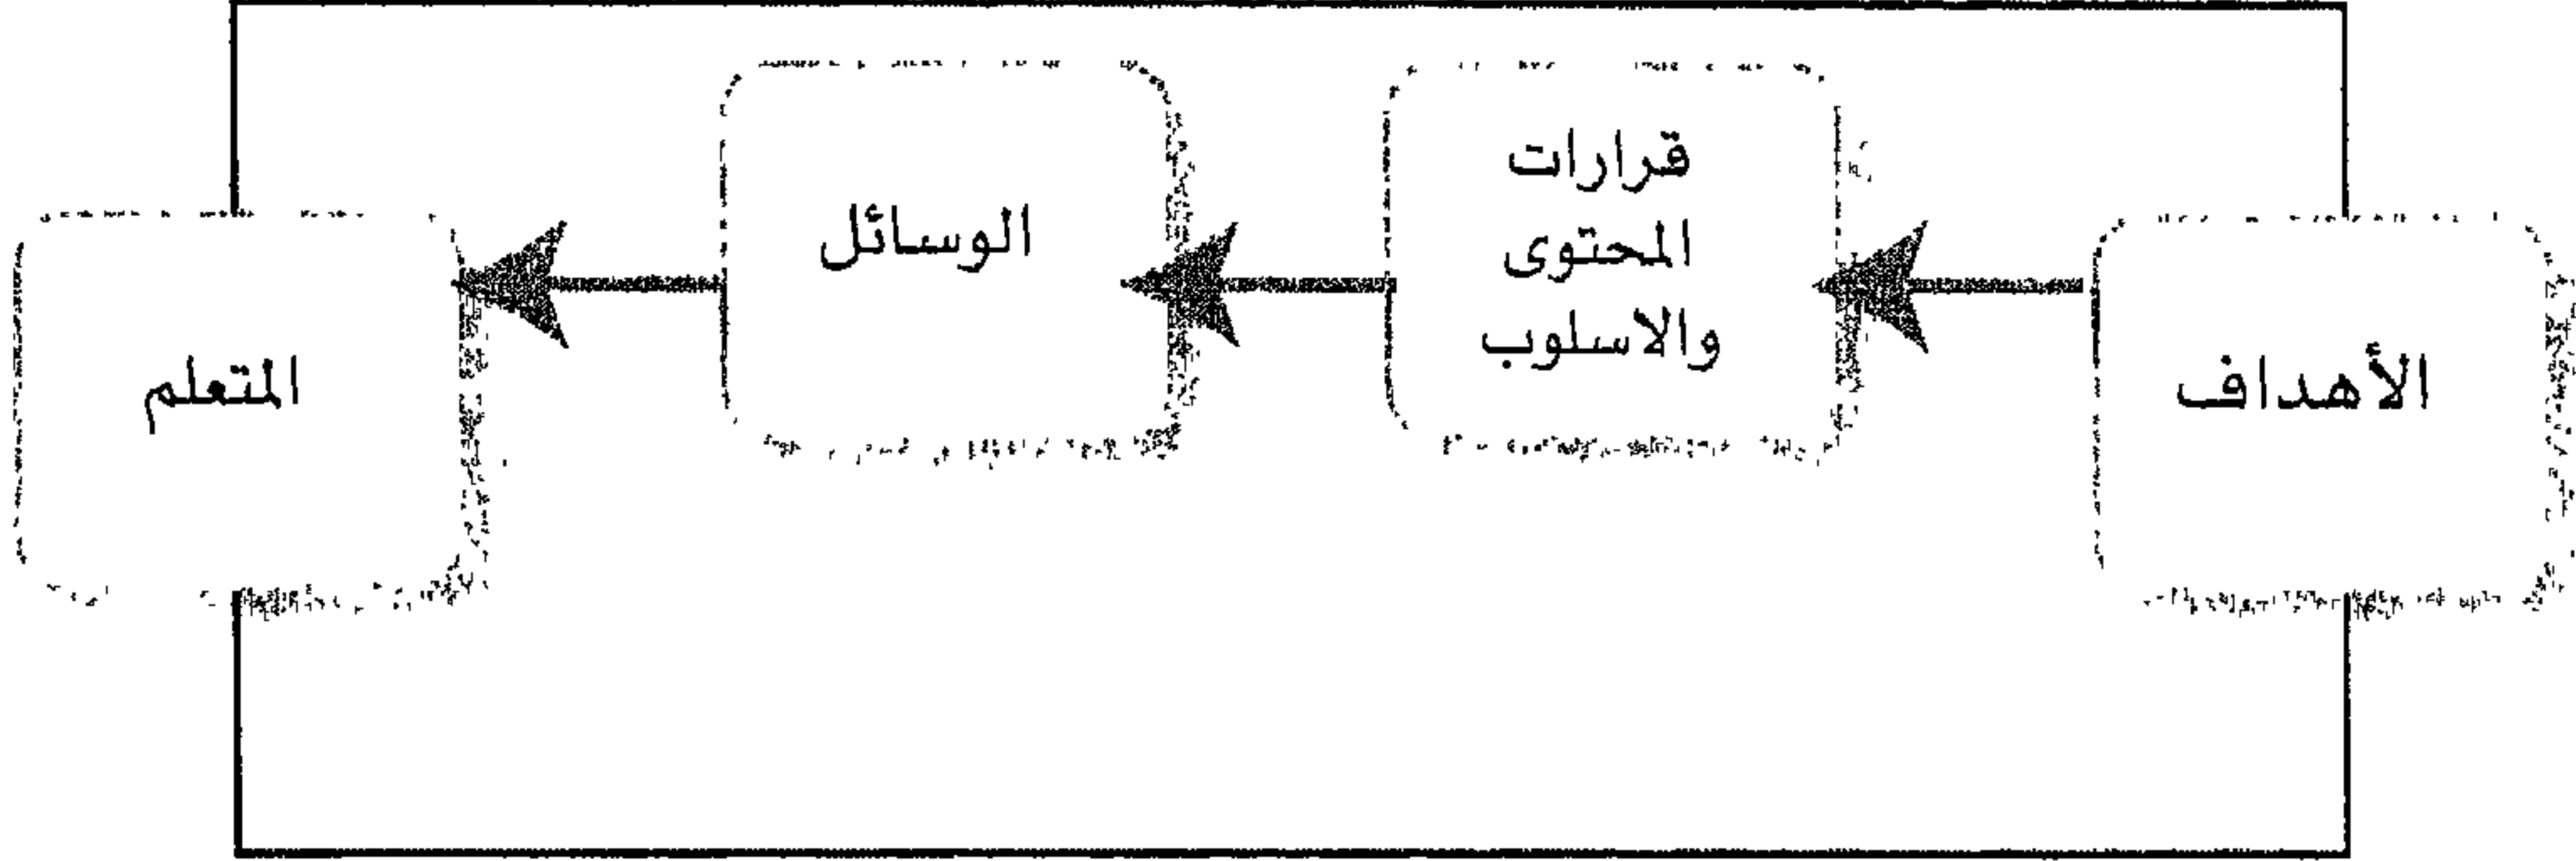 الأهداف
قرارات
المحتوى
والاسلوب
الوسائل
المتعلم